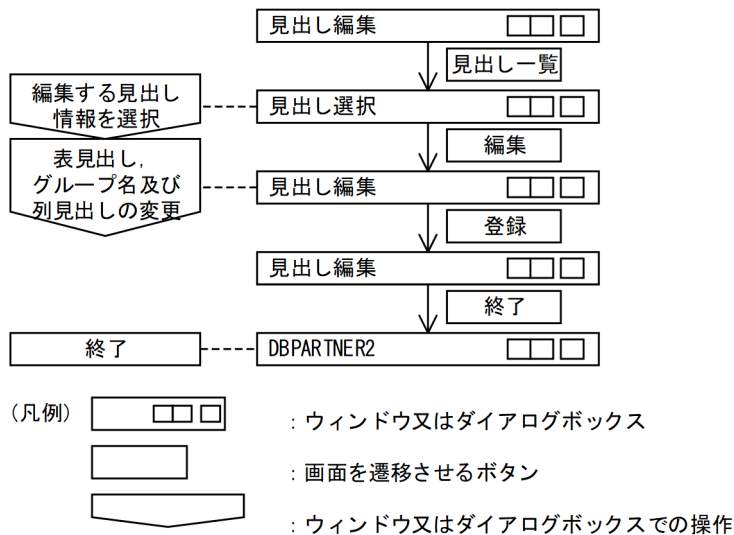 見出し編集
見出し一覧
編集する見出し
情報を選択
見出し選択
編集
表見出し,
グループ名及び
列見出しの変更
見出し編集
登録
見出し編集
終了
終了
DBPARTNER2
(凡例)
：ウィンドウ又はダイアログボックス
：画面を遷移させるボタン
：ウィンドウ又はダイアログボックスでの操作